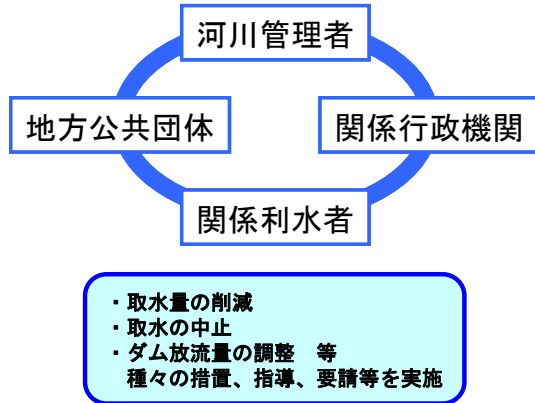 河川管理者
地方公共団体
関係行政機関
関係利水者
・取水量の削減
・取水の中止
・ダム放流量の調整　等
種々の措置、指導、要請等を実施